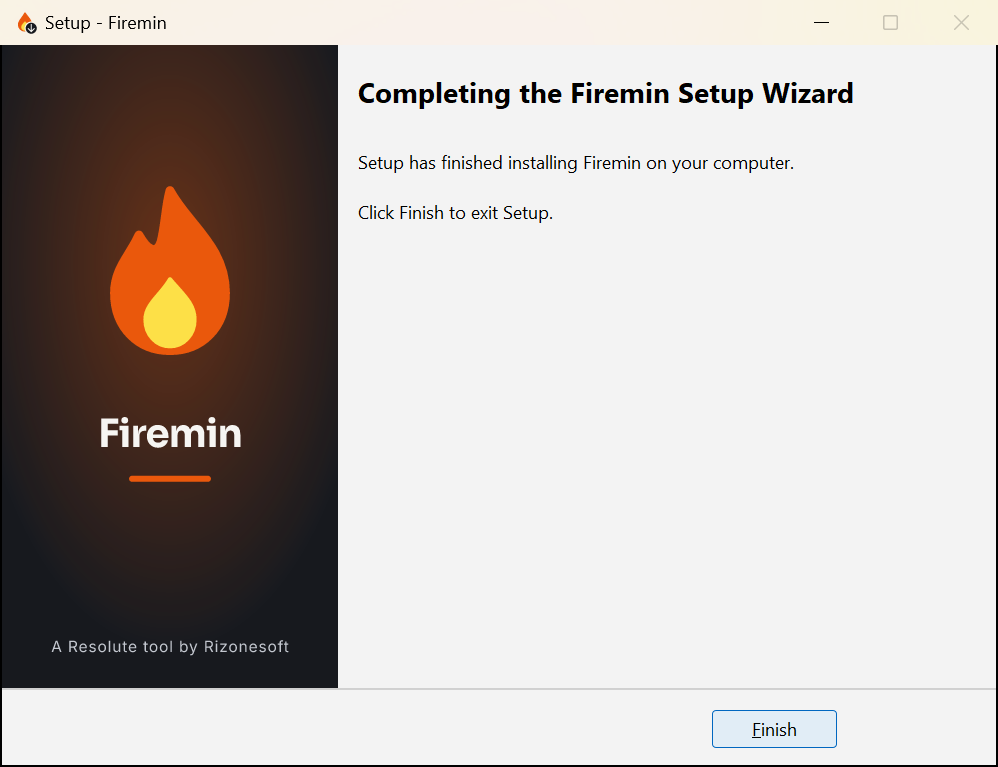 Setup - Firemin
Completing the Firemin Setup Wizard
Setup has finished installing Firemin on your computer.
Click Finish to exit Setup.
Firemin
A Resolute tool by Rizonesoft
Finish